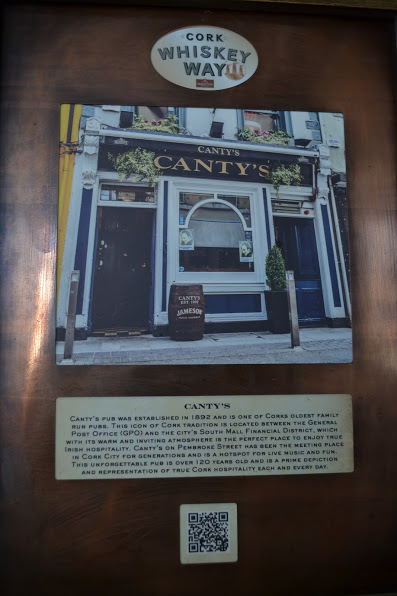 CORK
WHISKEY
WAY
CANTY'S
CANTY'S
CANTY'S
JAMESON
CANTY'S
CANTY'S PUB WAS ESTABLISHED IN 1892 AND IS ONE OF CORKS OLDEST FAMILY
RUN PUBS. THIS ICON OF CORK TRADITION IS LOCATED BETWEEN THE GENERAL
POST OFFICE (GPO) AND THE CITY'S SOUTH MALL FINANCIAL DISTRICT, WHICH
WITH ITS WARM AND INVITING ATMOSPHERE IS THE PERFECT PLACE TO ENJOY TRUE
IRISH HOSPITALITY. CANTY'S ON PEMBROKE STREET HAS BEEN THE MEETING PLACE
IN CORK CITY FOR GENERATIONS AND IS A HOTSPOT FOR LIVE MUSIC AND FUN.
THIS UNFORGETTABLE PUB IS OVER 120 YEARS OLD AND IS A PRIME DEPICTION
AND REPRESENTATION OF TRUE CORK HOSPITALITY EACH AND EVERY DAY.